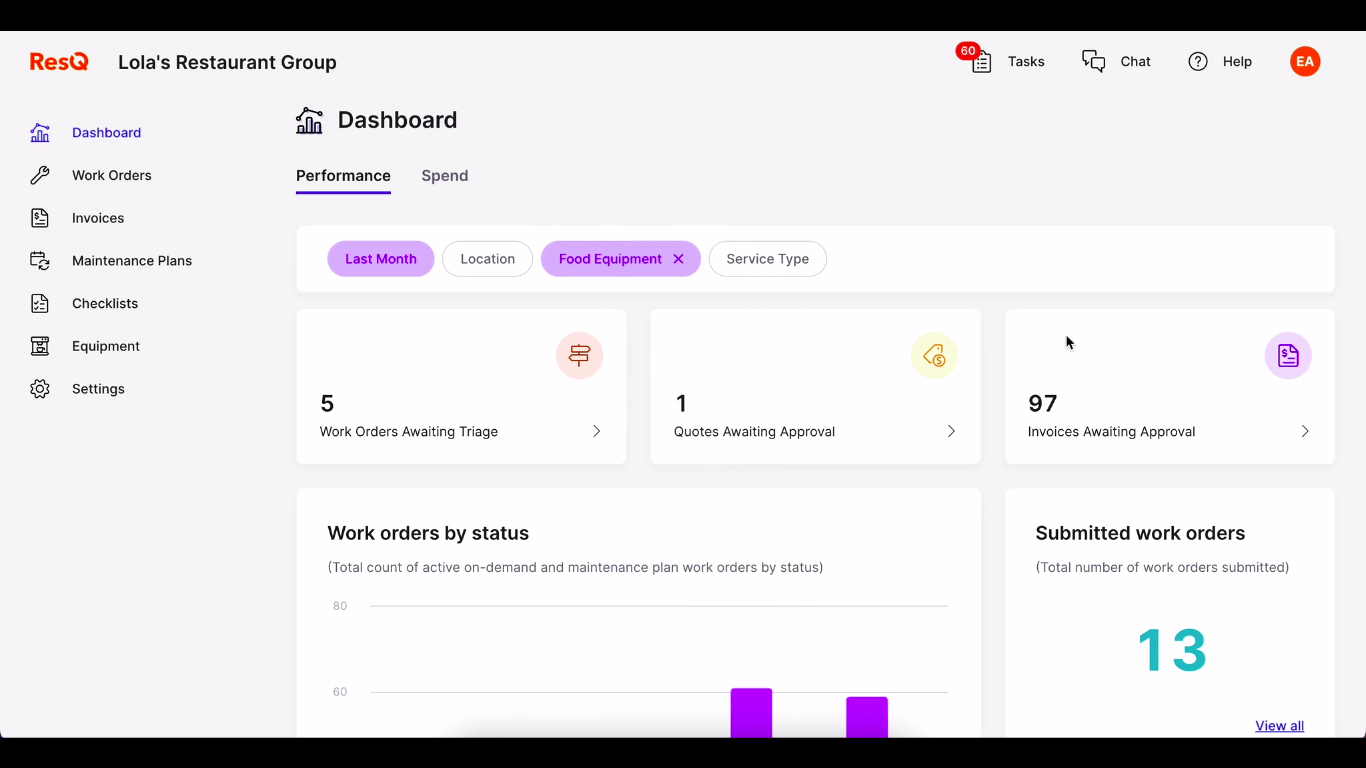 ResQ
Lola's Restaurant Group
60
Tasks
Chat
Help
EA
Dashboard
Work Orders
Invoices
Maintenance Plans
Checklists
Equipment
Settings
Dashboard
Performance Spend
Last Month Location Food Equipment Service Type
5
Work Orders Awaiting Triage
1
Quotes Awaiting Approval
97
Invoices Awaiting Approval
Work orders by status
(Total count of active on-demand and maintenance plan work orders by status)
80
60
Submitted work orders
(Total number of work orders submitted)
13
View all